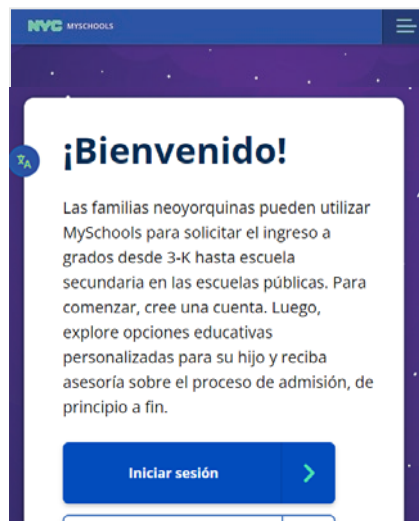 NYC MYSCHOOLS
¡Bienvenido!
Las familias neoyorquinas pueden utilizar
MySchools para solicitar el ingreso a
grados desde 3-K hasta escuela
secundaria en las escuelas públicas. Para
comenzar, cree una cuenta. Luego,
explore opciones educativas
personalizadas para su hijo y reciba
asesoría sobre el proceso de admisión, de
principio a fin.
Iniciar sesión